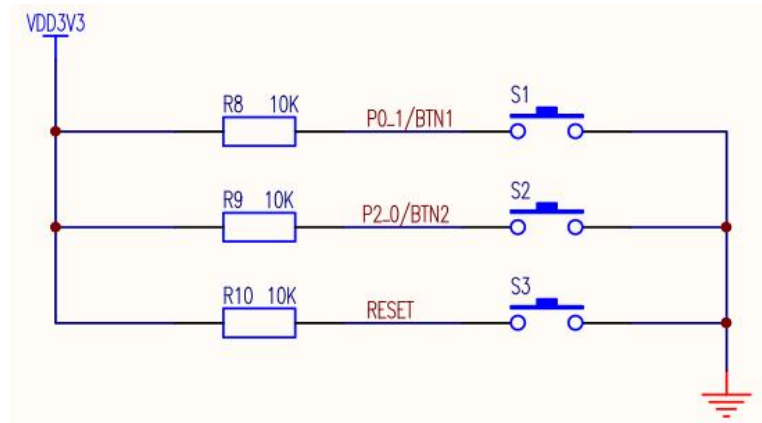 VDD3V3
R8 10K
P0_1/BTN1
S1
R9 10K
P2_0/BTN2
S2
R10 10K
RESET
S3